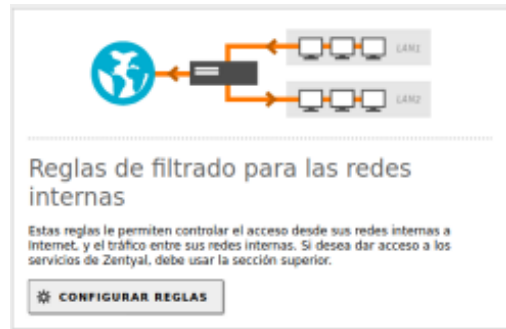 LAN1
LAN2
Reglas de filtrado para las redes
internas
Estas reglas le permiten controlar el acceso desde sus redes internas a
Internet, y el tráfico entre sus redes internas. Si desea dar acceso a los
servicios de Zentyal, debe usar la sección superior.
CONFIGURAR REGLAS